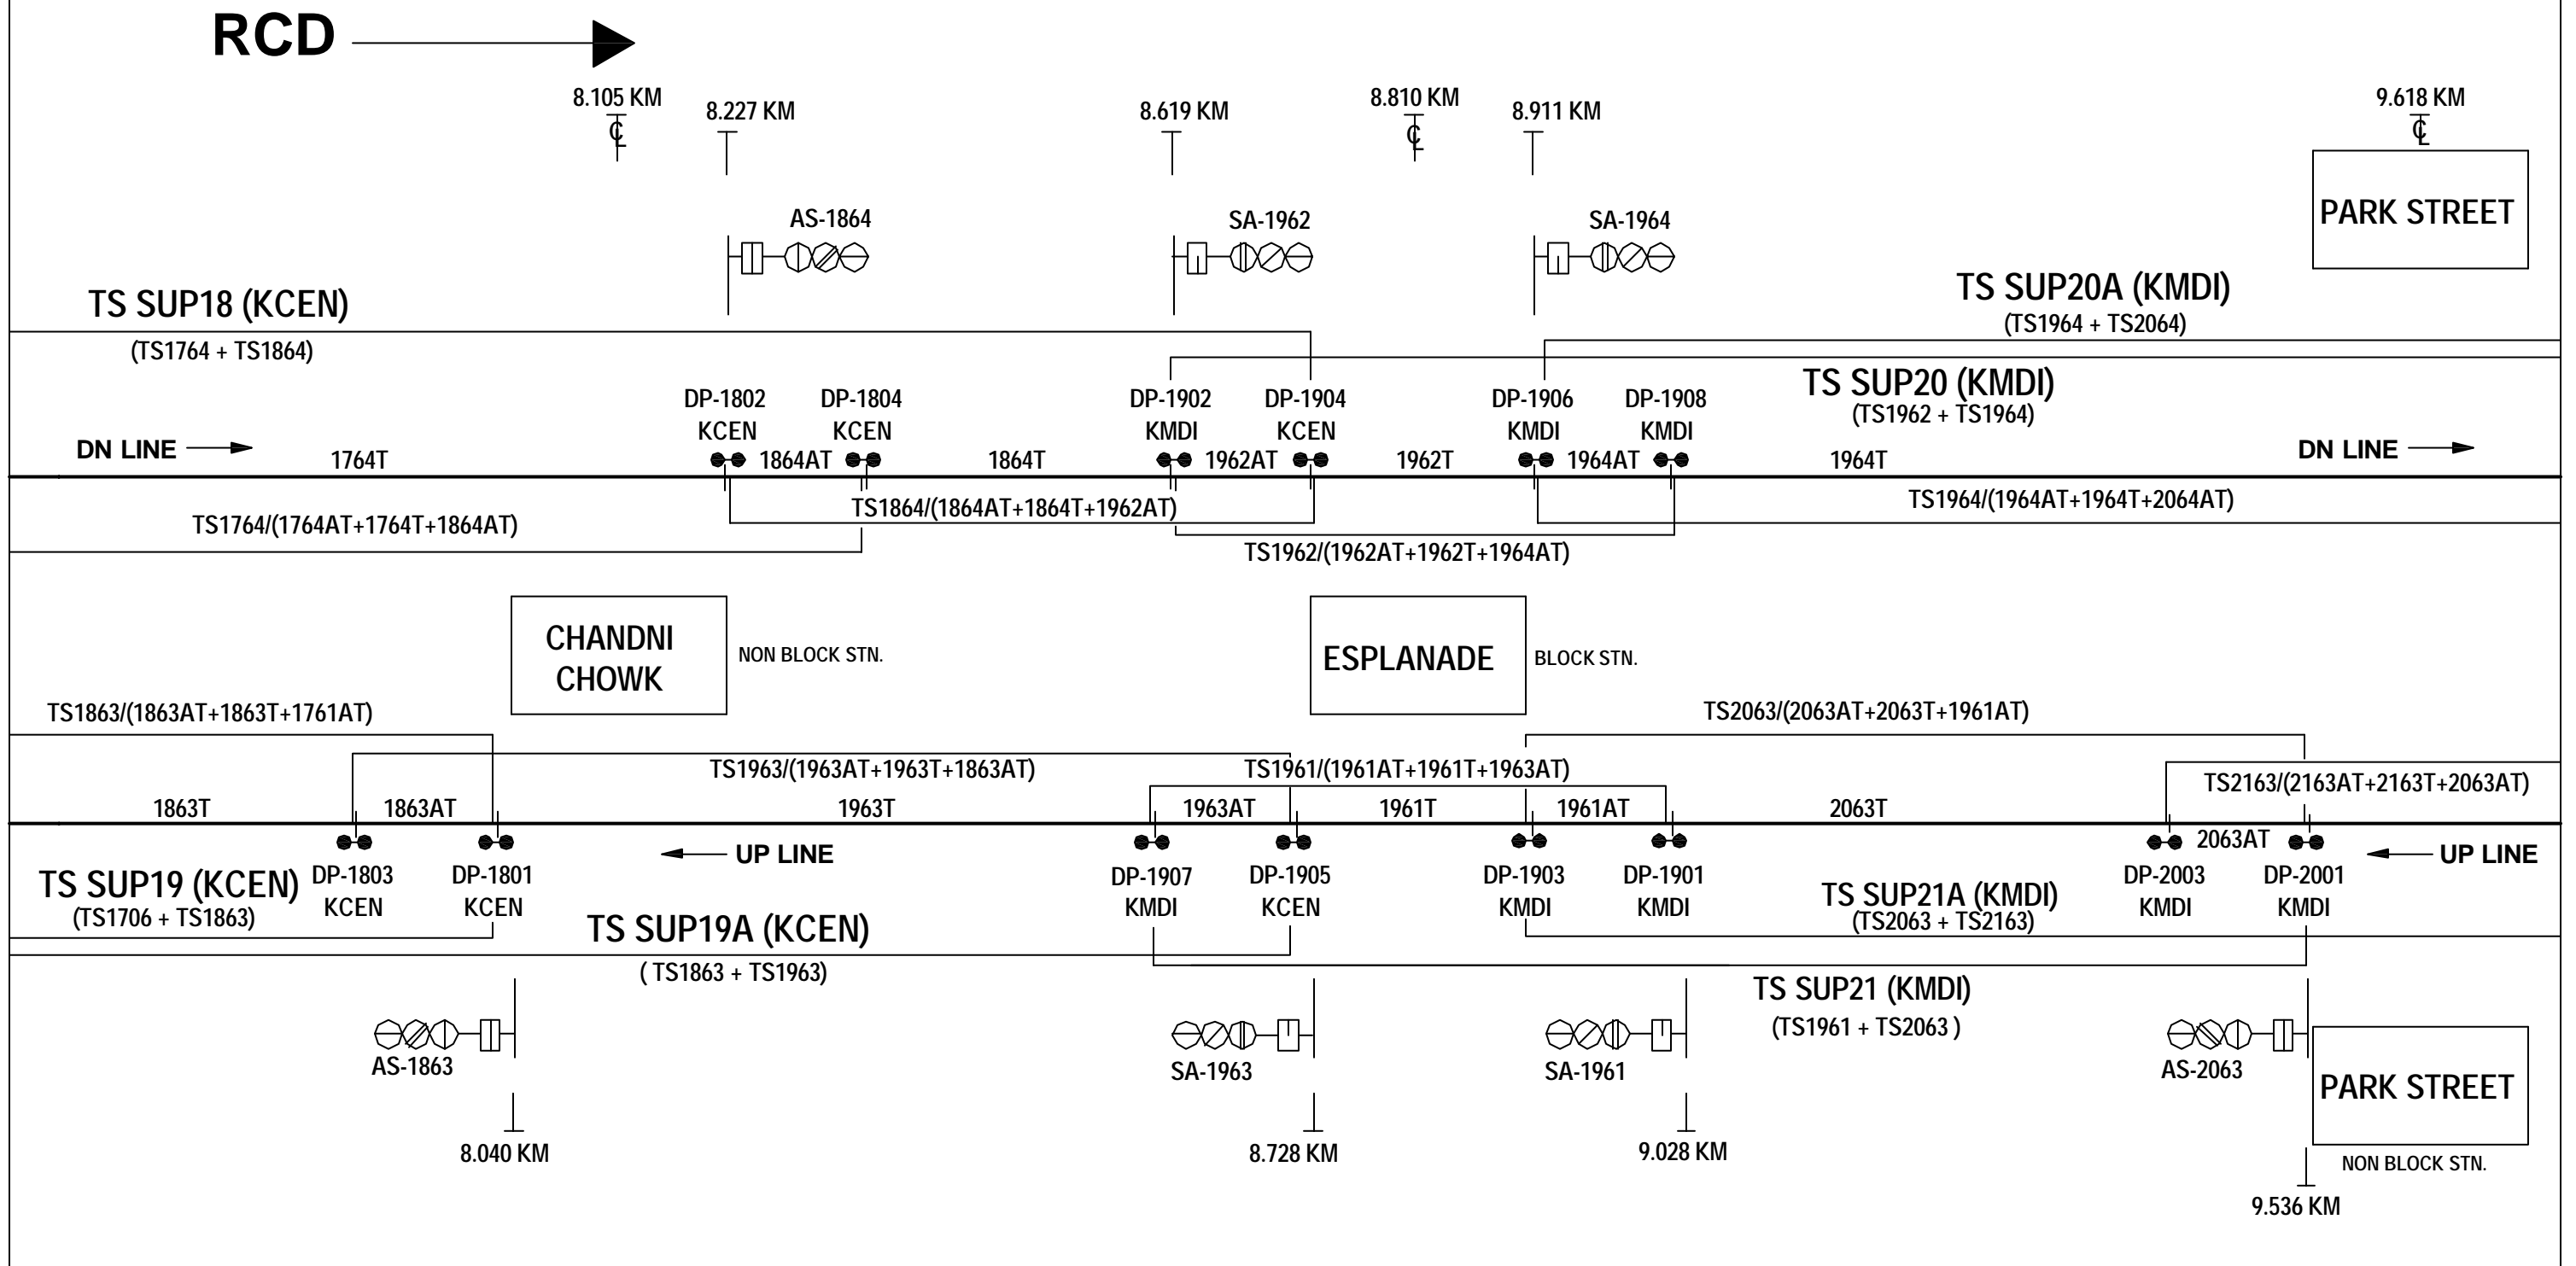 RCD
8.105 KM
8.227 KM
8.619 KM
8.810 KM
8.911 KM
9.618 KM
AS-1864
SA-1962
SA-1964
PARK STREET
TS SUP18 (KCEN)
(TS1764 + TS1864)
TS SUP20A (KMDI)
(TS1964 + TS2064)
TS SUP20 (KMDI)
(TS1962 + TS1964)
DP-1802
KCEN
DP-1804
KCEN
DP-1902
KMDI
DP-1904
KCEN
DP-1906
KMDI
DP-1908
KMDI
DN LINE
1764T
1864AT
1864T
1962AT
1962T
1964AT
1964T
DN LINE
TS1764/(1764AT+1764T+1864AT)
TS1864/(1864AT+1864T+1962AT)
TS1962/(1962AT+1962T+1964AT)
TS1964/(1964AT+1964T+2064AT)
CHANDNI
CHOWK
NON BLOCK STN.
ESPLANADE
BLOCK STN.
TS1863/(1863AT+1863T+1761AT)
TS1963/(1963AT+1963T+1863AT)
TS1961/(1961AT+1961T+1963AT)
TS2063/(2063AT+2063T+1961AT)
TS2163/(2163AT+2163T+2063AT)
1863T
1863AT
1963T
1963AT
1961T
1961AT
2063T
2063AT
UP LINE
UP LINE
DP-1803
KCEN
DP-1801
KCEN
DP-1907
KMDI
DP-1905
KCEN
DP-1903
KMDI
DP-1901
KMDI
DP-2003
KMDI
DP-2001
KMDI
TS SUP19 (KCEN)
(TS1706 + TS1863)
TS SUP19A (KCEN)
( TS1863 + TS1963)
TS SUP21A (KMDI)
(TS2063 + TS2163)
TS SUP21 (KMDI)
(TS1961 + TS2063 )
AS-1863
SA-1963
SA-1961
AS-2063
PARK STREET
NON BLOCK STN.
8.040 KM
8.728 KM
9.028 KM
9.536 KM